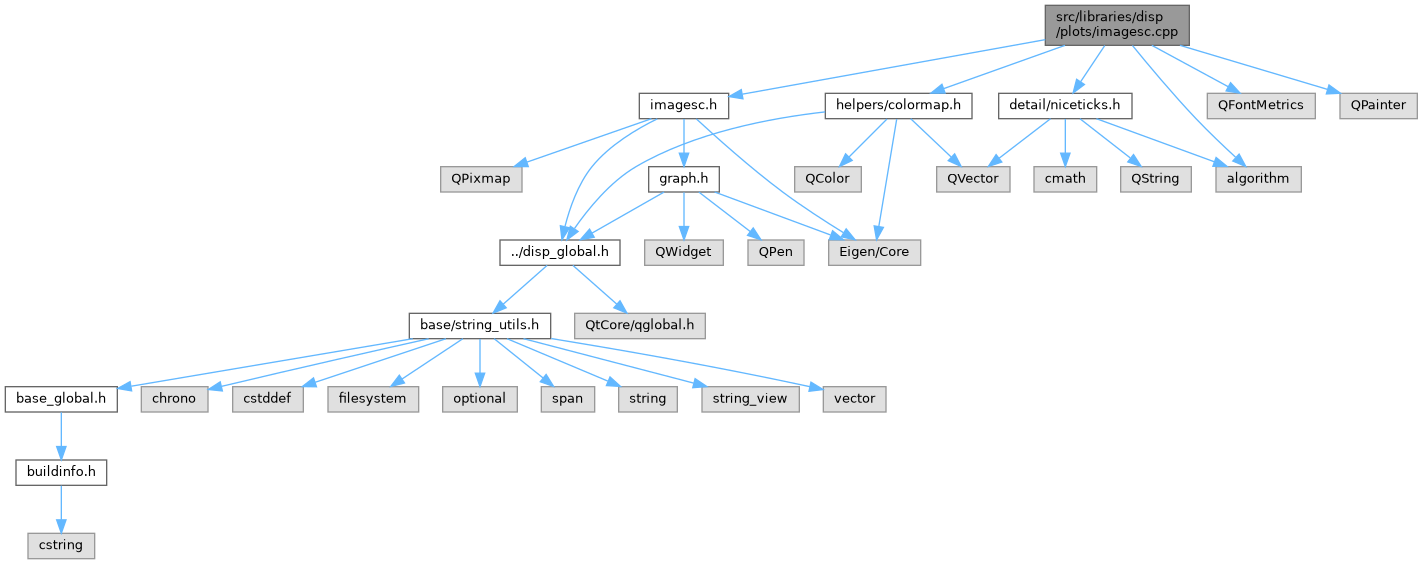 src/libraries/disp
/plots/imagesc.cpp
imagesc.h
helpers/colormap.h
detail/niceticks.h
QFontMetrics
QPainter
QPixmap
graph.h
QColor
QVector
cmath
QString
algorithm
../disp_global.h
QWidget
QPen
Eigen/Core
base/string_utils.h
QtCore/qglobal.h
base_global.h
chrono
cstddef
filesystem
optional
span
string
string_view
vector
buildinfo.h
cstring